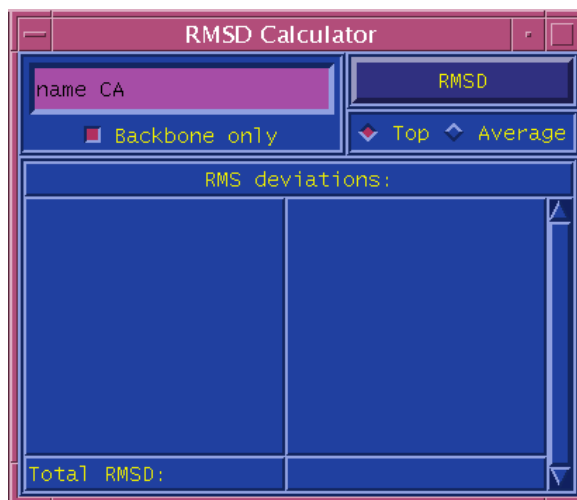 RMSD Calculator
name CA
RMSD
Backbone only
Top Average
RMS deviations:
Total RMSD: